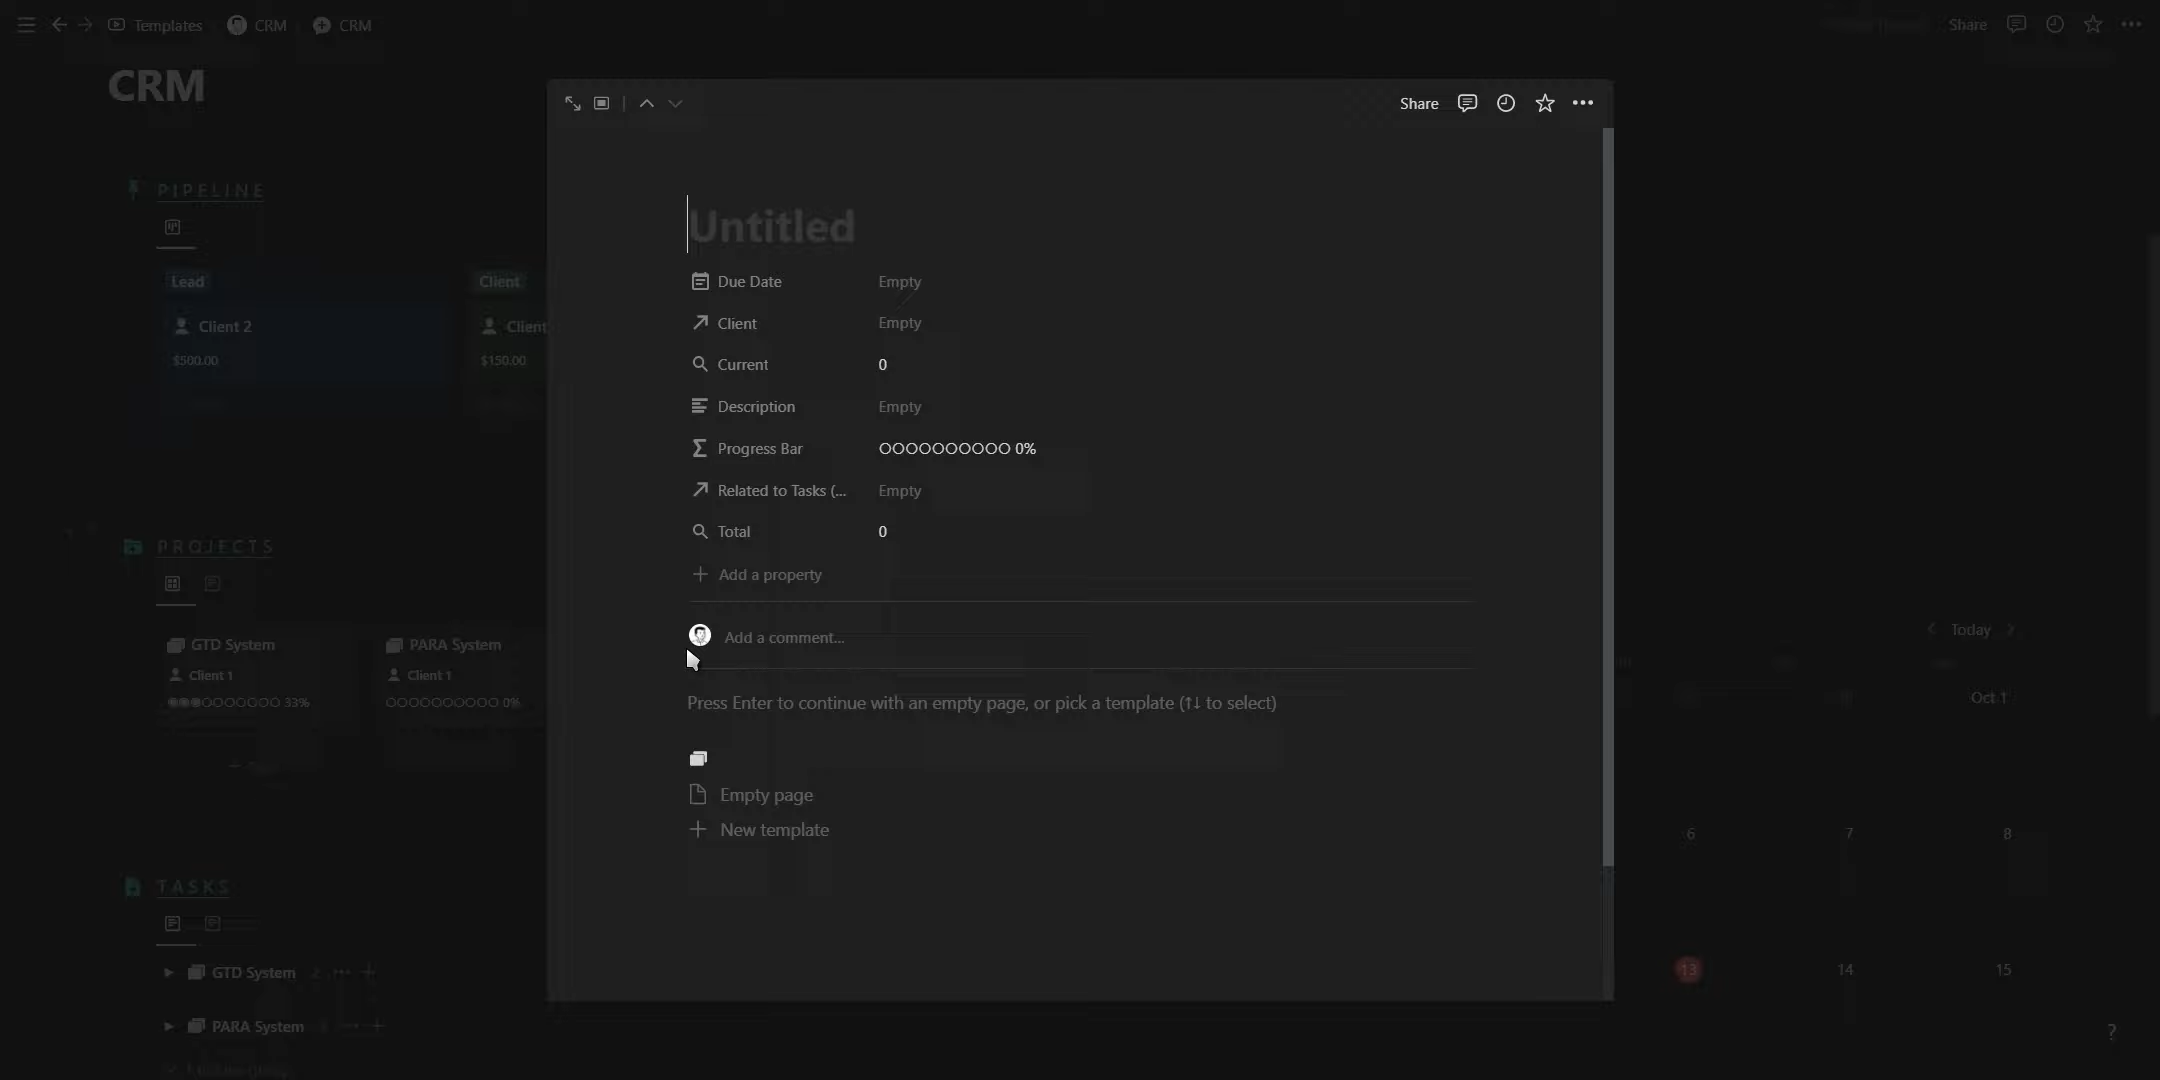 Templates CRM CRM
Share
CRM
Share
PIPELINE
Untitled
Lead
Client
Due Date Empty
Client 2
Client
Client Empty
$500.00
$150.00
Current 0
Description Empty
Progress Bar ○○○○○○○○○○ 0%
Related to Tasks (... Empty
Total 0
PROJECTS
Add a property
Today
GTD System
PARA System
Add a comment...
Client 1
Client 1
33%
○○○○○○○○○○ 0%
Oct 1
Press Enter to continue with an empty page, or pick a template (↑↓ to select)
Empty page
New template
6 7 8
TASKS
GTD System 2
13 14 15
PARA System
?